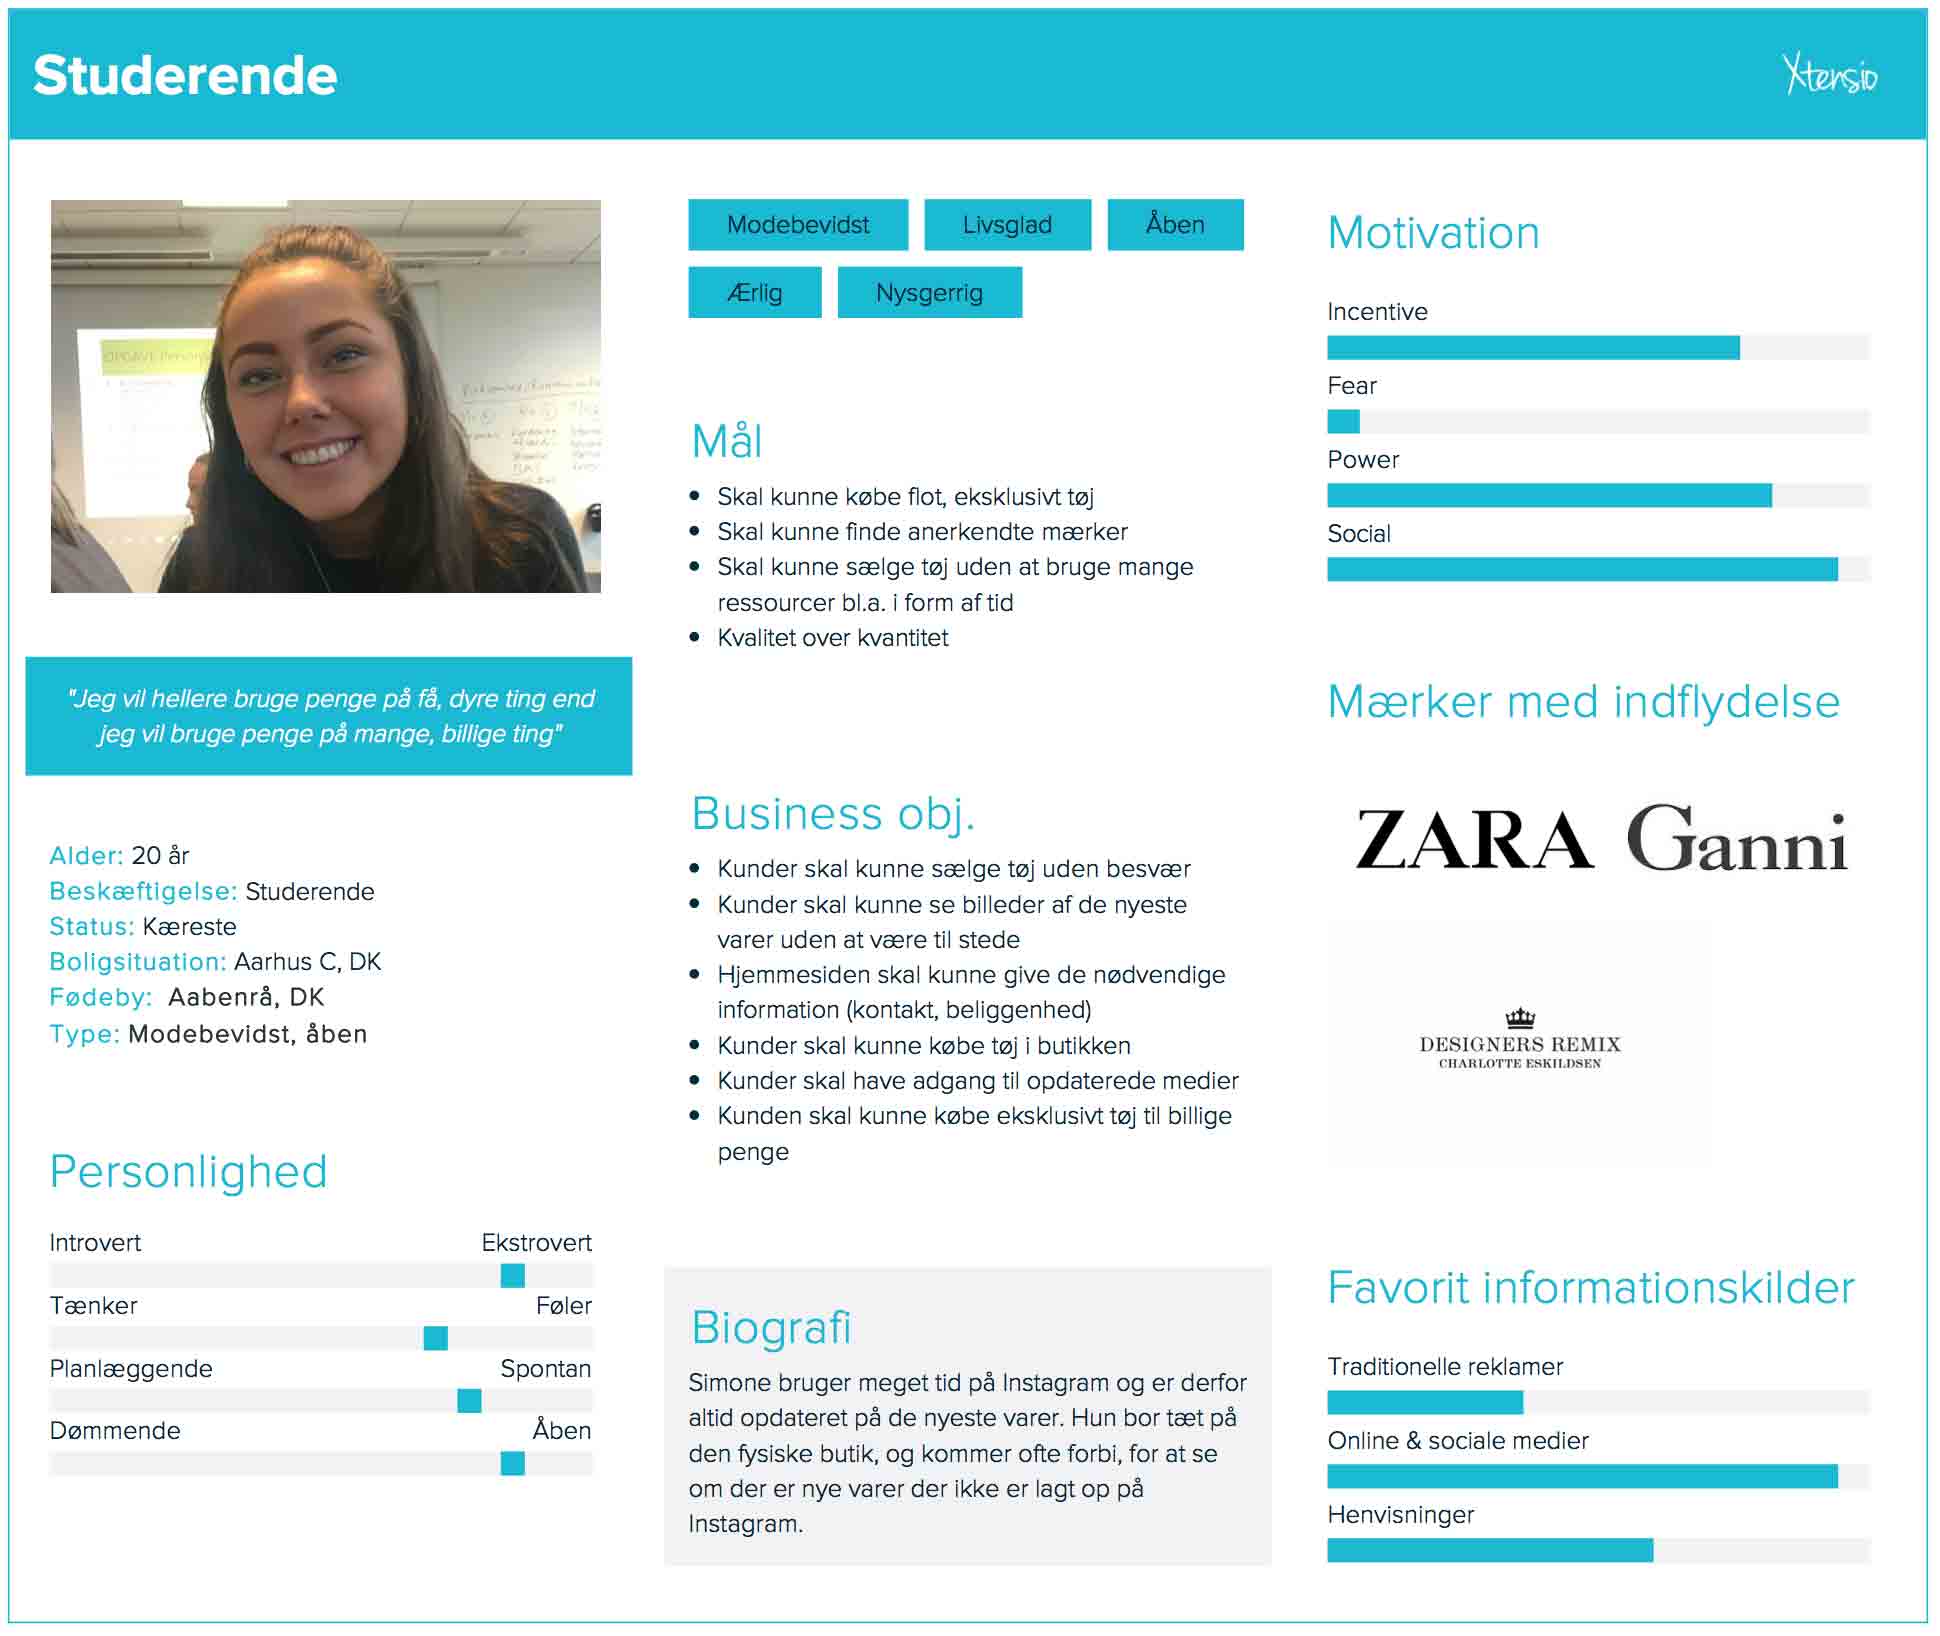 Studerende
Xtensio
OPGAVE
"Jeg vil hellere bruge penge på få, dyre ting end
jeg vil bruge penge på mange, billige ting"
Alder: 20 år
Beskæftigelse: Studerende
Status: Kæreste
Boligsituation: Aarhus C, DK
Fødeby: Aabenrå, DK
Type: Modebevidst, åben
Personlighed
Introvert Ekstrovert
Tænker Føler
Planlæggende Spontan
Dømmende Åben
Modebevidst Livsglad Åben
Ærlig Nysgerrig
Mål
• Skal kunne købe flot, eksklusivt tøj
• Skal kunne finde anerkendte mærker
• Skal kunne sælge tøj uden at bruge mange
ressourcer bl.a. i form af tid
• Kvalitet over kvantitet
Business obj.
• Kunder skal kunne sælge tøj uden besvær
• Kunder skal kunne se billeder af de nyeste
varer uden at være til stede
• Hjemmesiden skal kunne give de nødvendige
information (kontakt, beliggenhed)
• Kunder skal kunne købe tøj i butikken
• Kunder skal have adgang til opdaterede medier
• Kunden skal kunne købe eksklusivt tøj til billige
penge
Biografi
Simone bruger meget tid på Instagram og er derfor
altid opdateret på de nyeste varer. Hun bor tæt på
den fysiske butik, og kommer ofte forbi, for at se
om der er nye varer der ikke er lagt op på
Instagram.
Motivation
Incentive
Fear
Power
Social
Mærker med indflydelse
ZARA Ganni
DESIGNERS REMIX
CHARLOTTE ESKILDSEN
Favorit informationskilder
Traditionelle reklamer
Online & sociale medier
Henvisninger